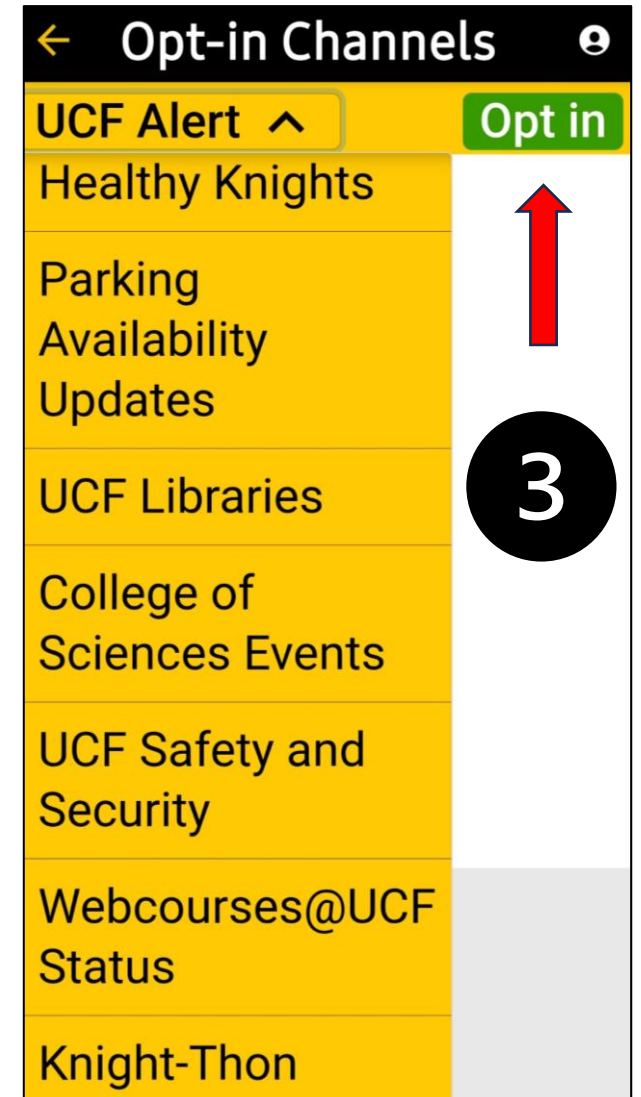 Opt-in Channels
UCF Alert
Opt in
Healthy Knights
Parking
Availability
Updates
UCF Libraries
3
College of
Sciences Events
UCF Safety and
Security
Webcourses@UCF
Status
Knight-Thon